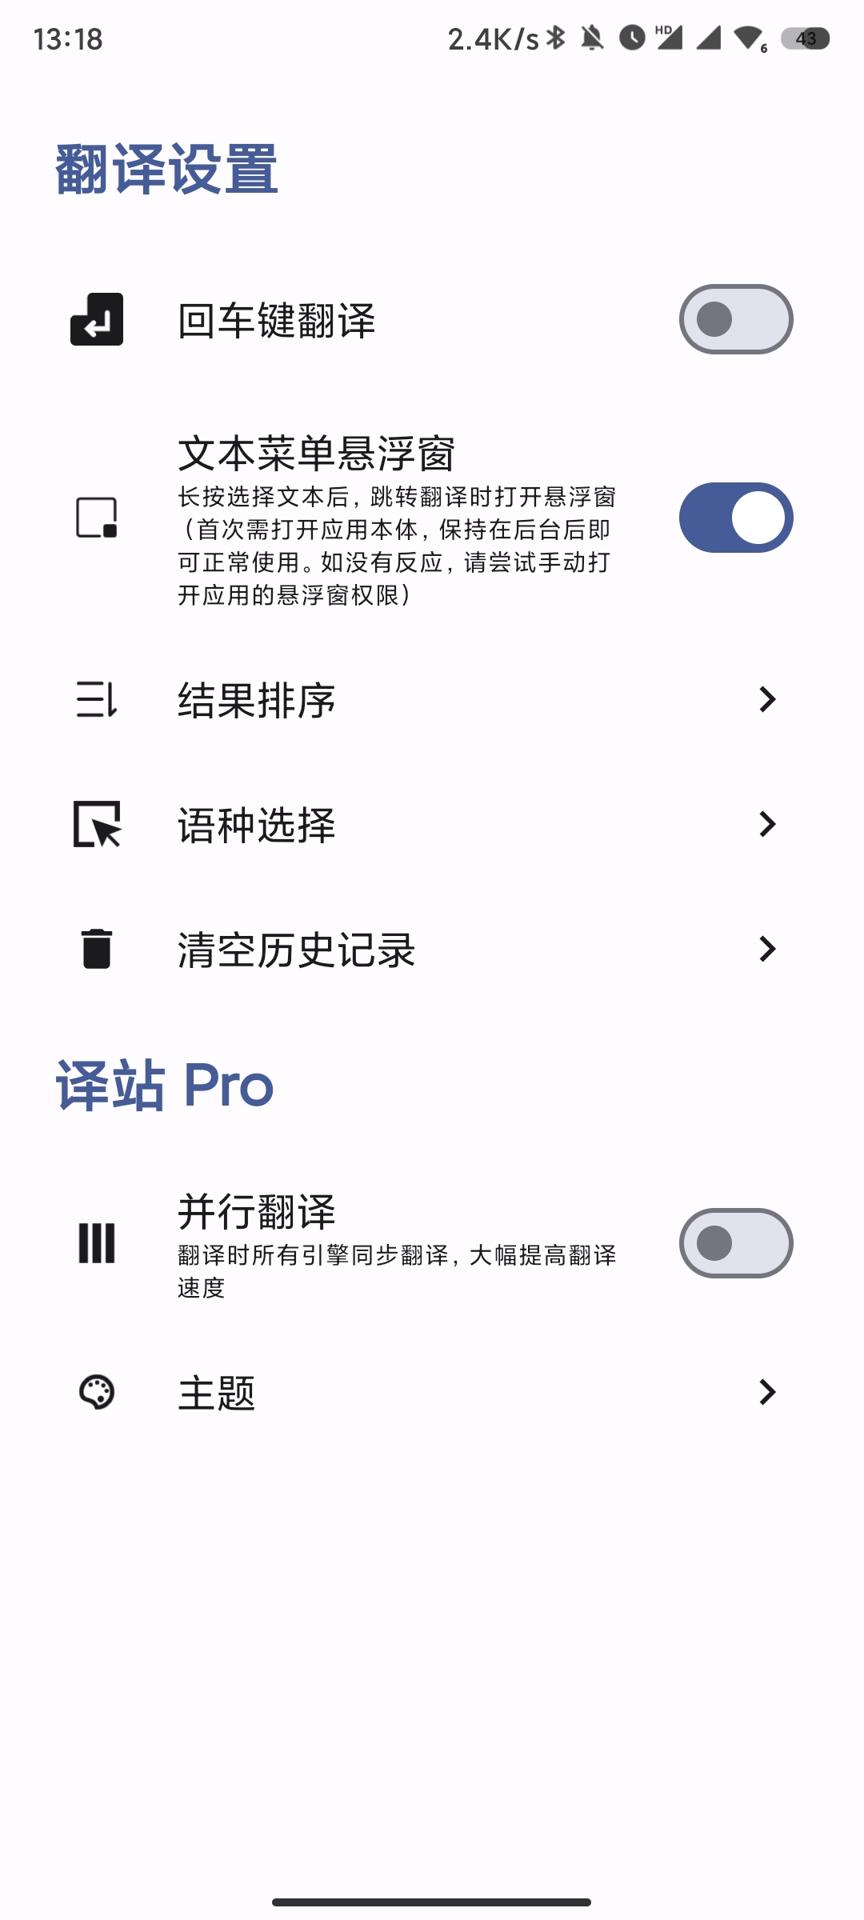 13:18 2.4K/s HD 6 43
翻译设置
回车键翻译
文本菜单悬浮窗
长按选择文本后，跳转翻译时打开悬浮窗
（首次需打开应用本体，保持在后台后即
可正常使用。如没有反应，请尝试手动打
开应用的悬浮窗权限）
结果排序
语种选择
清空历史记录
译站 Pro
并行翻译
翻译时所有引擎同步翻译，大幅提高翻译
速度
主题